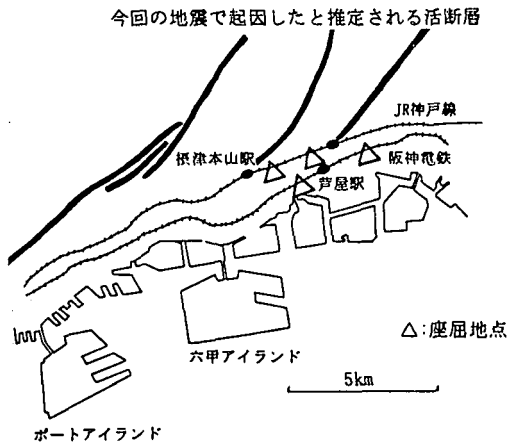 今回の地震で起因したと推定される活断層
JR神戸線
摂津本山駅
阪神電鉄
芦屋駅
△:座屈地点
六甲アイランド
5km
ポートアイランド